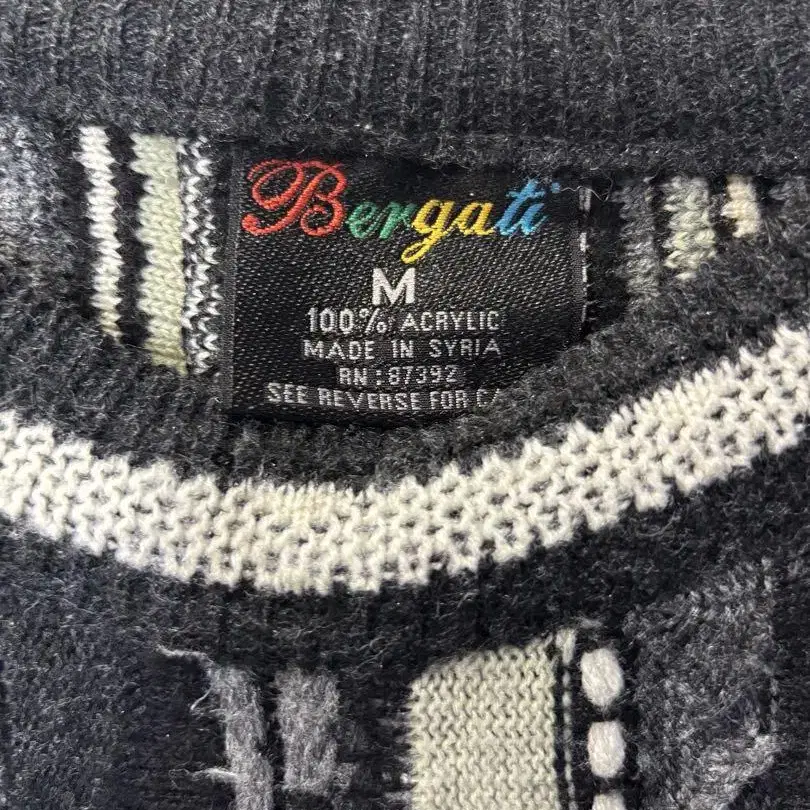 Bergati
M
100% ACRYLIC
MADE IN SYRIA
RN:87392
SEE REVERSE FOR